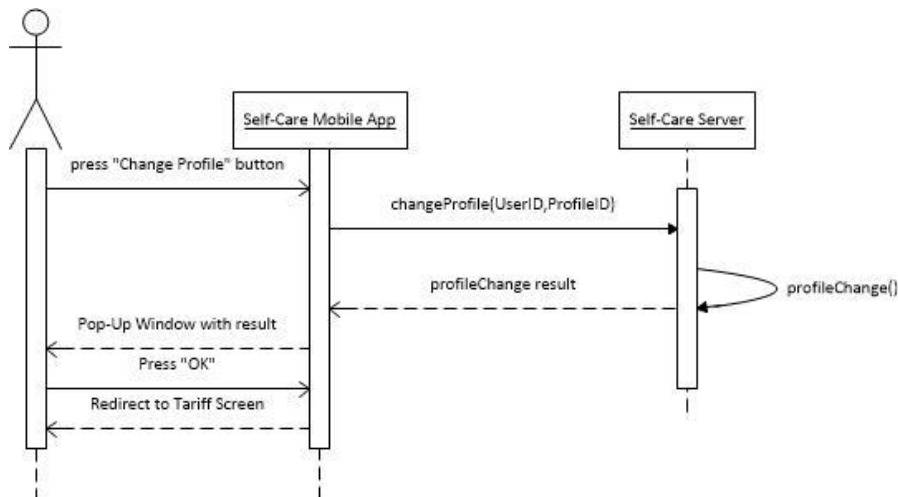 Self-Care Mobile App
Self-Care Server
press "Change Profile" button
changeProfile(UserID,ProfileID)
profileChange result
profileChange()
Pop-Up Window with result
Press "OK"
Redirect to Tariff Screen